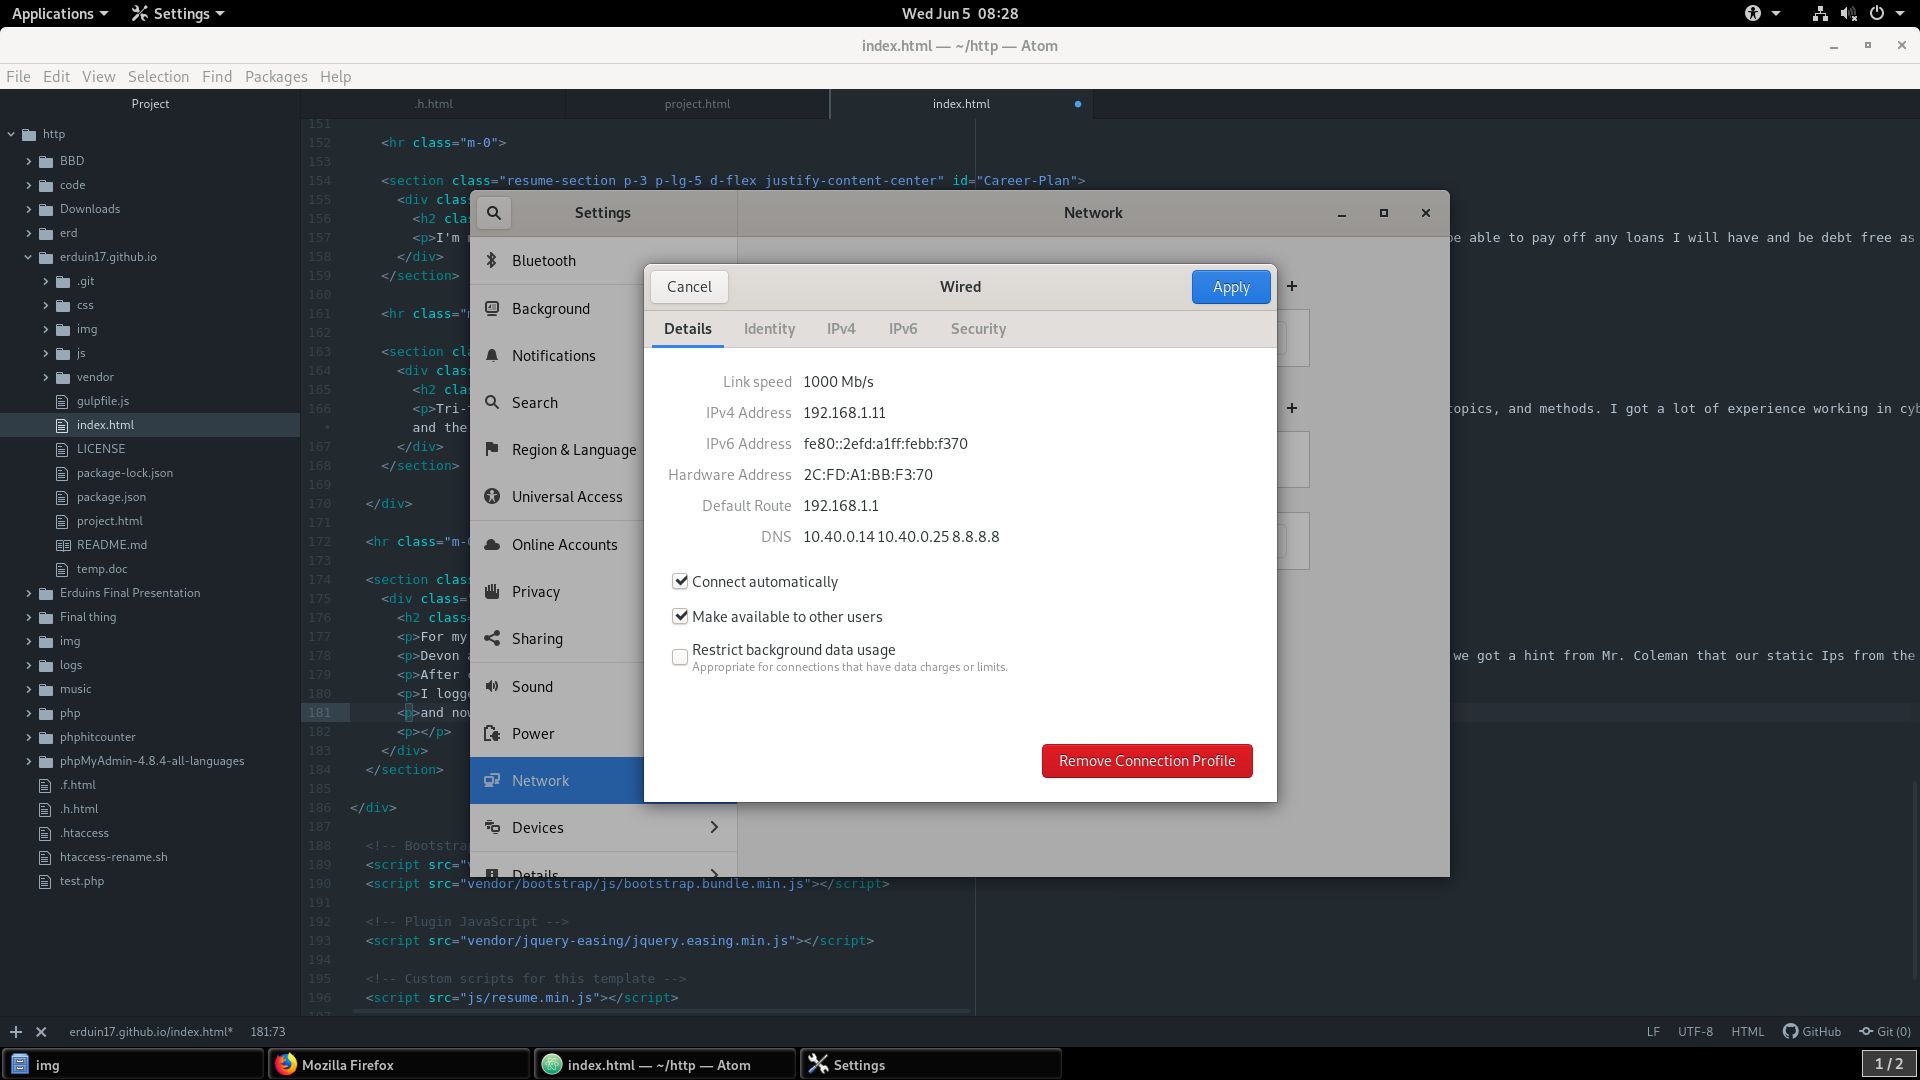 Applications Settings Wed Jun 5 08:28
index.html — ~/http — Atom
File Edit View Selection Find Packages Help
Project .h.html project.html index.html
http
BBD
code
Downloads
erd
erduin17.github.io
.git
css
img
js
vendor
gulpfile.js
index.html
LICENSE
package-lock.json
package.json
project.html
README.md
temp.doc
Erduins Final Presentation
Final thing
img
logs
music
php
phphitcounter
phpMyAdmin-4.8.4-all-languages
.f.html
.h.html
.htaccess
htaccess-rename.sh
test.php
151
152 <hr class="m-0">
153
154 <section class="resume-section p-3 p-lg-5 d-flex justify-content-center" id="Career-Plan">
155 <div clas
156 <h2 clas
157 <p>I'm be able to pay off any loans I will have and be debt free as
158 </div>
159 </section>
160
161 <hr class="
162
163 <section cl
164 <div clas
165 <h2 clas
166 <p>Tri- topics, and methods. I got a lot of experience working in cyb
• and the
167 </div>
168 </section>
169
170 </div>
171
172 <hr class="m-
173
174 <section clas
175 <div class=
176 <h2 class
177 <p>For my
178 <p>Devon we got a hint from Mr. Coleman that our static Ips from the
179 <p>After
180 <p>I logge
181 <p>and now
182 <p></p>
183 </div>
184 </section>
185
186 </div>
187
188 <!-- Bootstra
189 <script src="
190 <script src="vendor/bootstrap/js/bootstrap.bundle.min.js"></script>
191
192 <!-- Plugin JavaScript -->
193 <script src="vendor/jquery-easing/jquery.easing.min.js"></script>
194
195 <!-- Custom scripts for this template -->
196 <script src="js/resume.min.js"></script>
Settings Network
Bluetooth
Background
Notifications
Search
Region & Language
Universal Access
Online Accounts
Privacy
Sharing
Sound
Power
Network
Devices
Details
Cancel Wired Apply
Details Identity IPv4 IPv6 Security
Link speed 1000 Mb/s
IPv4 Address 192.168.1.11
IPv6 Address fe80::2efd:a1ff:febb:f370
Hardware Address 2C:FD:A1:BB:F3:70
Default Route 192.168.1.1
DNS 10.40.0.14 10.40.0.25 8.8.8.8
Connect automatically
Make available to other users
Restrict background data usage
Appropriate for connections that have data charges or limits.
Remove Connection Profile
erduin17.github.io/index.html* 181:73 LF UTF-8 HTML GitHub Git (0)
img Mozilla Firefox index.html — ~/http — Atom Settings 1 / 2